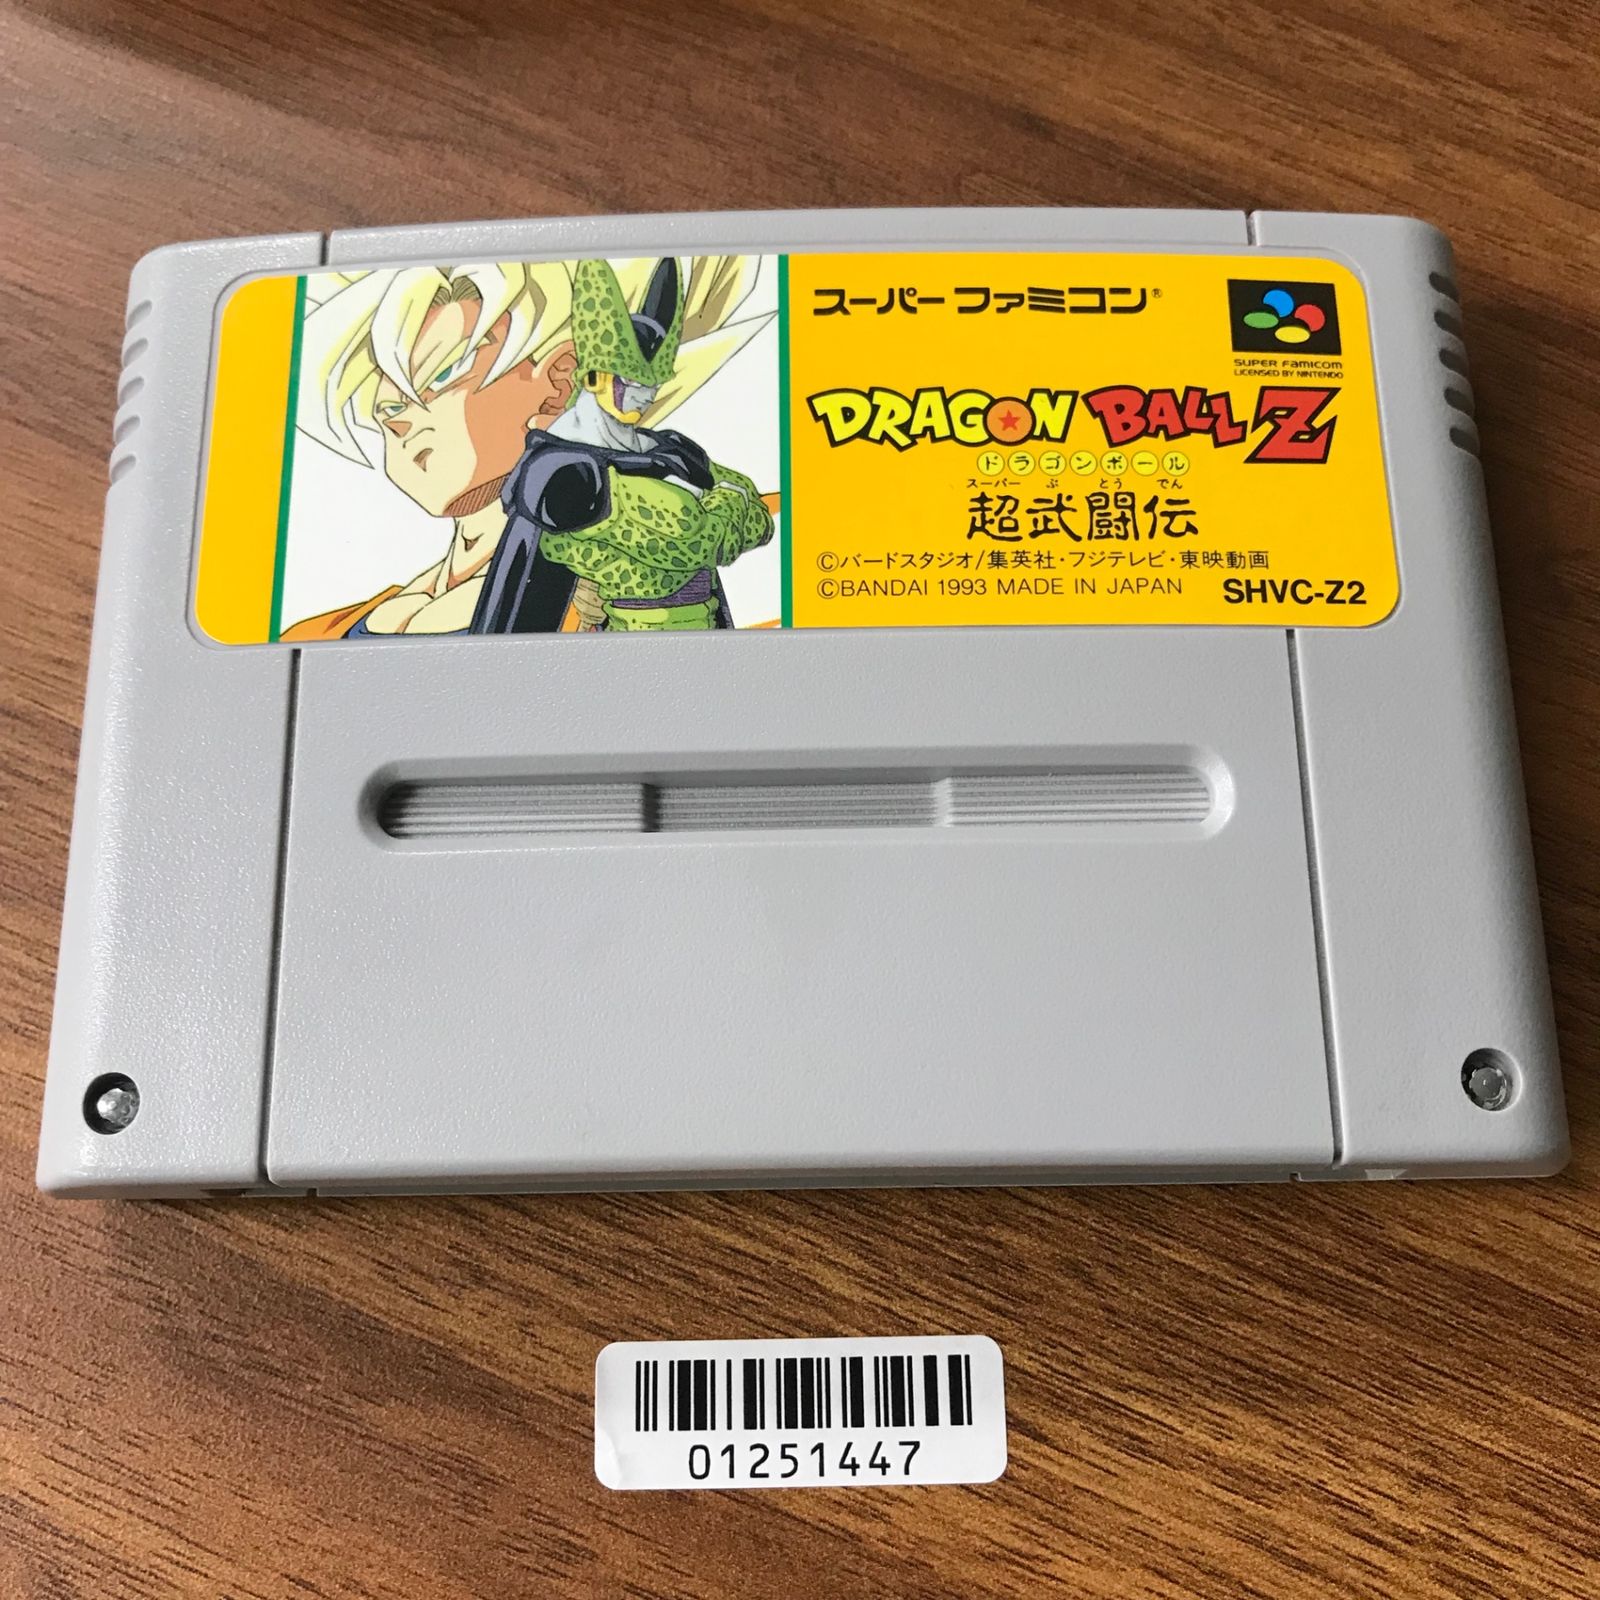 スーパーファミコン®
SUPER FAMICOM
LICENSED BY NINTENDO
DRAGON BALL Z
ドラゴンボール
スーパー ぶ とう でん
超武闘伝
©バードスタジオ/集英社・フジテレビ・東映動画
©BANDAI 1993 MADE IN JAPAN SHVC-Z2
01251447